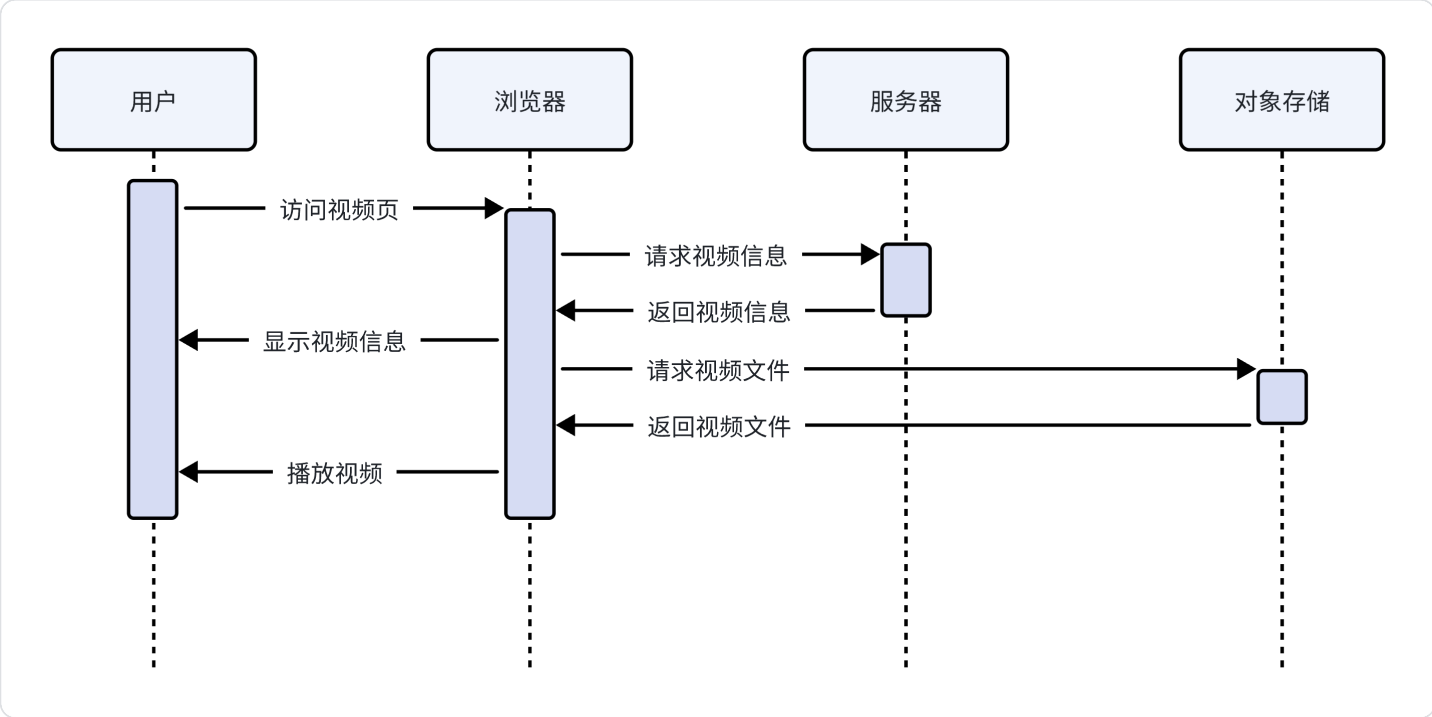 用户
浏览器
服务器
对象存储
访问视频页
请求视频信息
返回视频信息
显示视频信息
请求视频文件
返回视频文件
播放视频